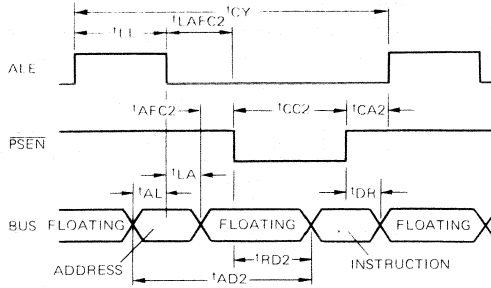 tCY
tLL
tLAFC2
ALE
tAFC2
tCC2
tCA2
PSEN
tLA
tAL
tDR
BUS
FLOATING
FLOATING
FLOATING
ADDRESS
tRD2
INSTRUCTION
tAD2